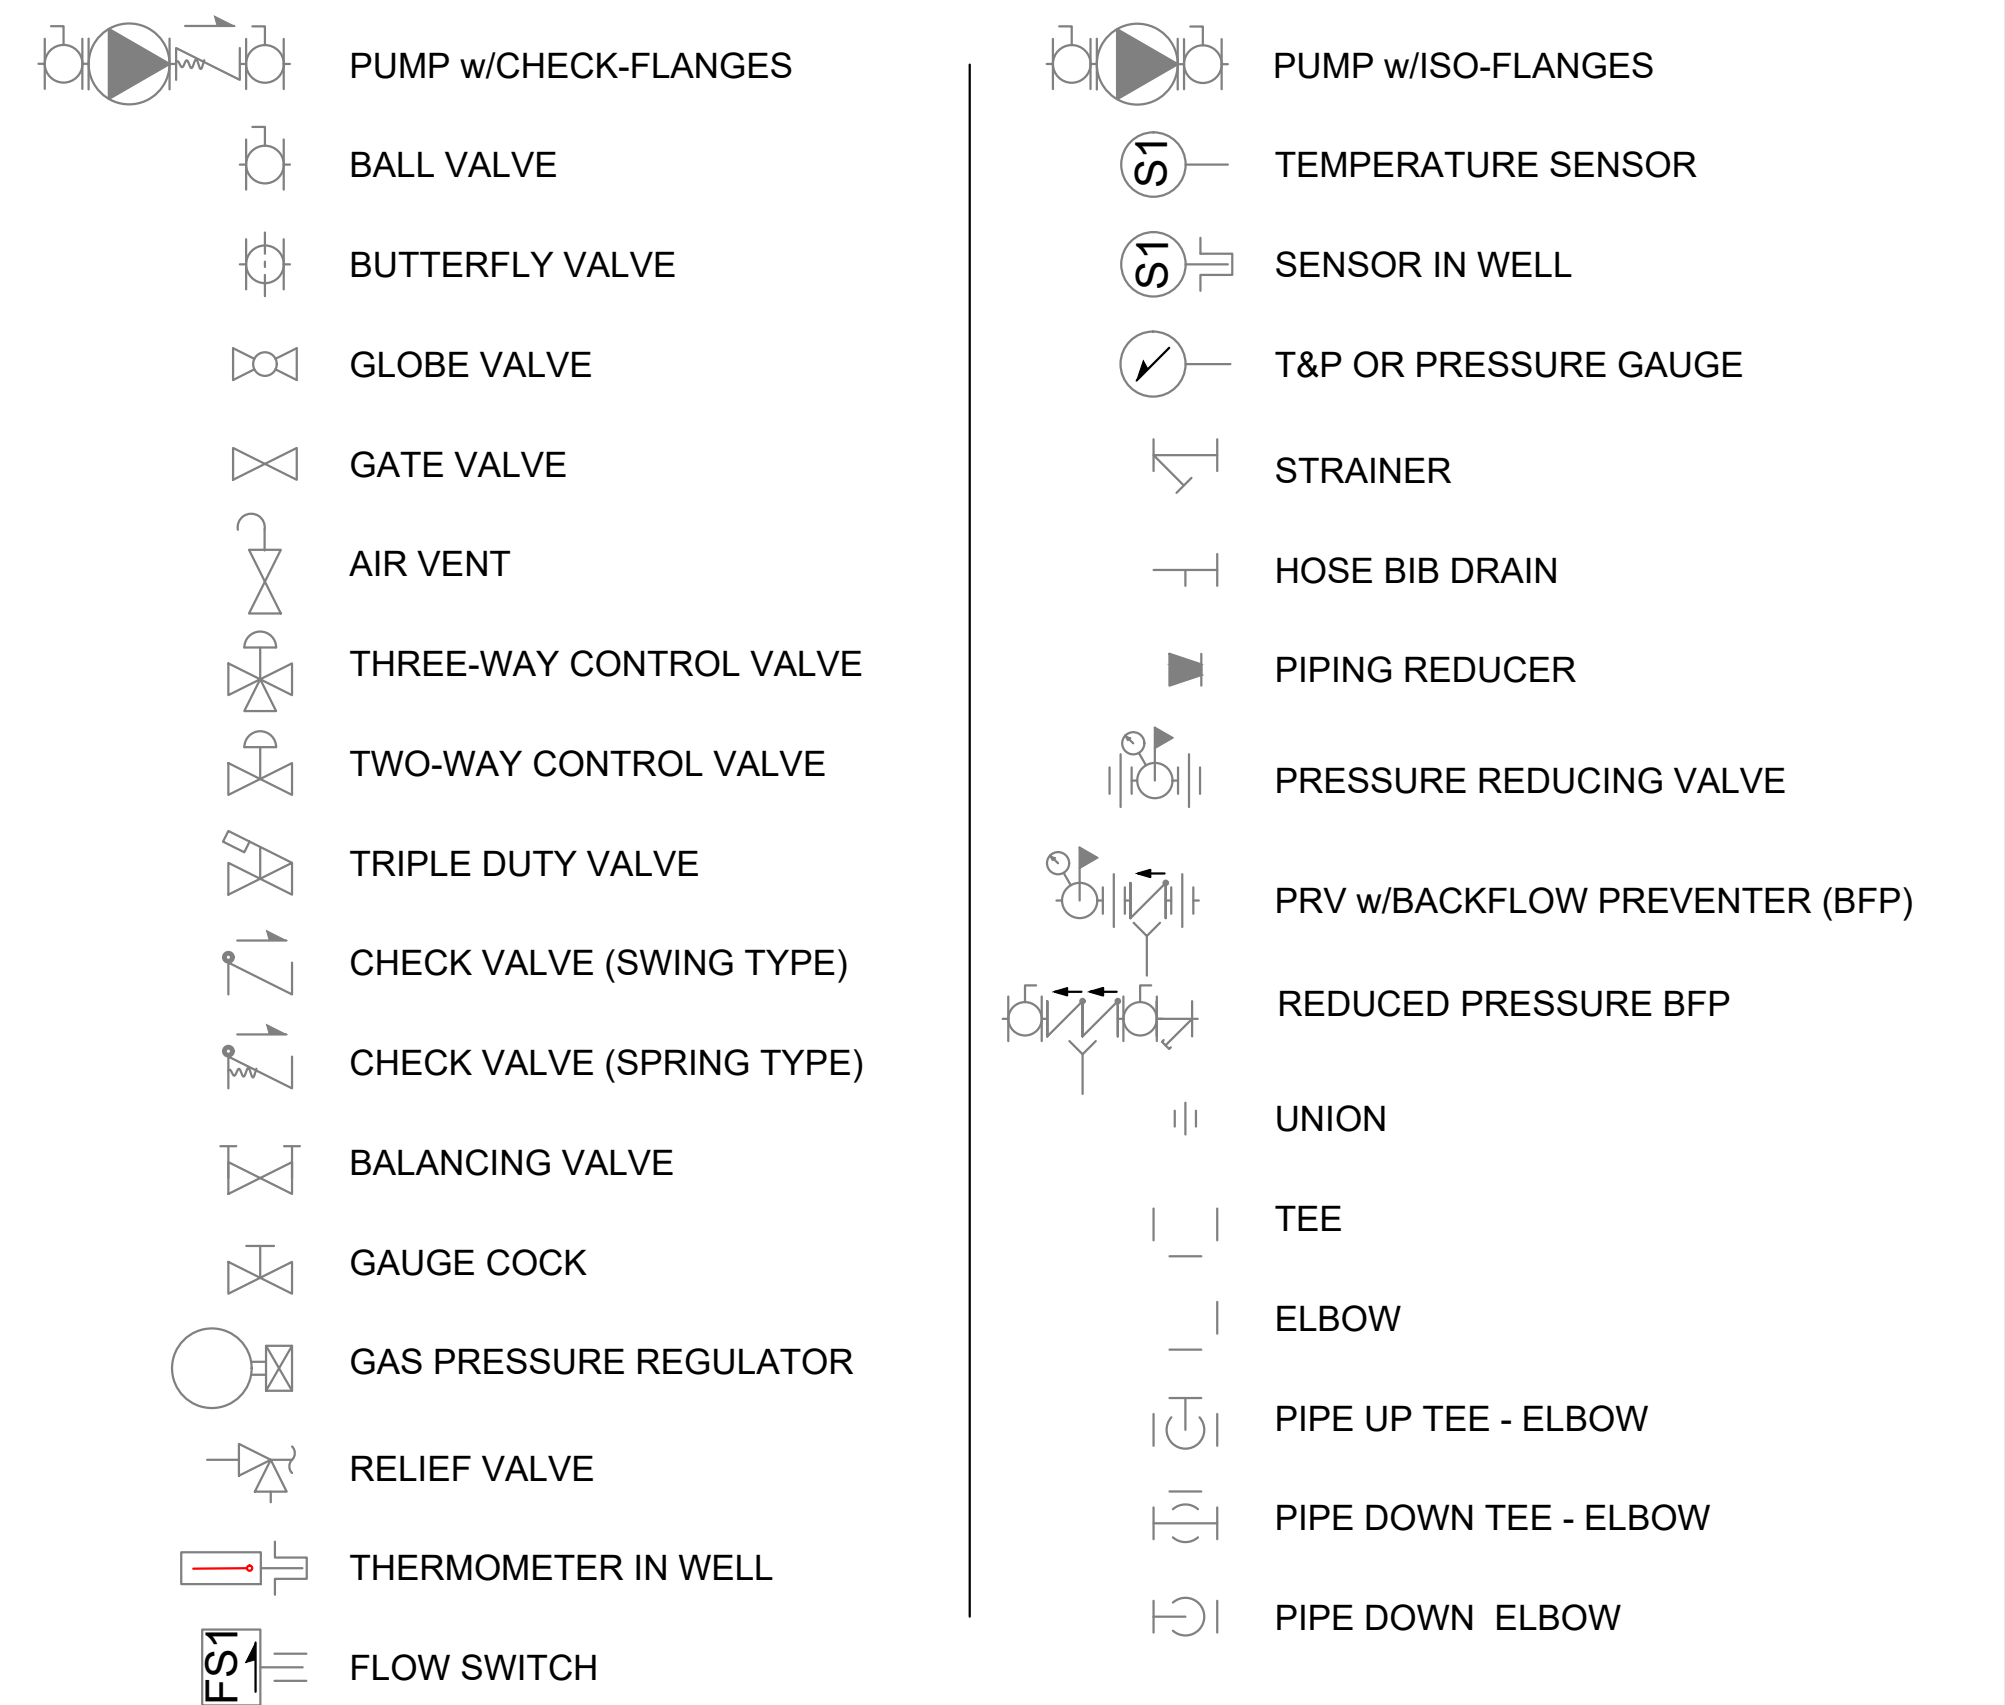 PUMP w/CHECK-FLANGES
BALL VALVE
BUTTERFLY VALVE
GLOBE VALVE
GATE VALVE
AIR VENT
THREE-WAY CONTROL VALVE
TWO-WAY CONTROL VALVE
TRIPLE DUTY VALVE
CHECK VALVE (SWING TYPE)
CHECK VALVE (SPRING TYPE)
BALANCING VALVE
GAUGE COCK
GAS PRESSURE REGULATOR
RELIEF VALVE
THERMOMETER IN WELL
FS1 FLOW SWITCH
PUMP w/ISO-FLANGES
S1 TEMPERATURE SENSOR
S1 SENSOR IN WELL
T&P OR PRESSURE GAUGE
STRAINER
HOSE BIB DRAIN
PIPING REDUCER
PRESSURE REDUCING VALVE
PRV w/BACKFLOW PREVENTER (BFP)
REDUCED PRESSURE BFP
UNION
TEE
ELBOW
PIPE UP TEE - ELBOW
PIPE DOWN TEE - ELBOW
PIPE DOWN  ELBOW